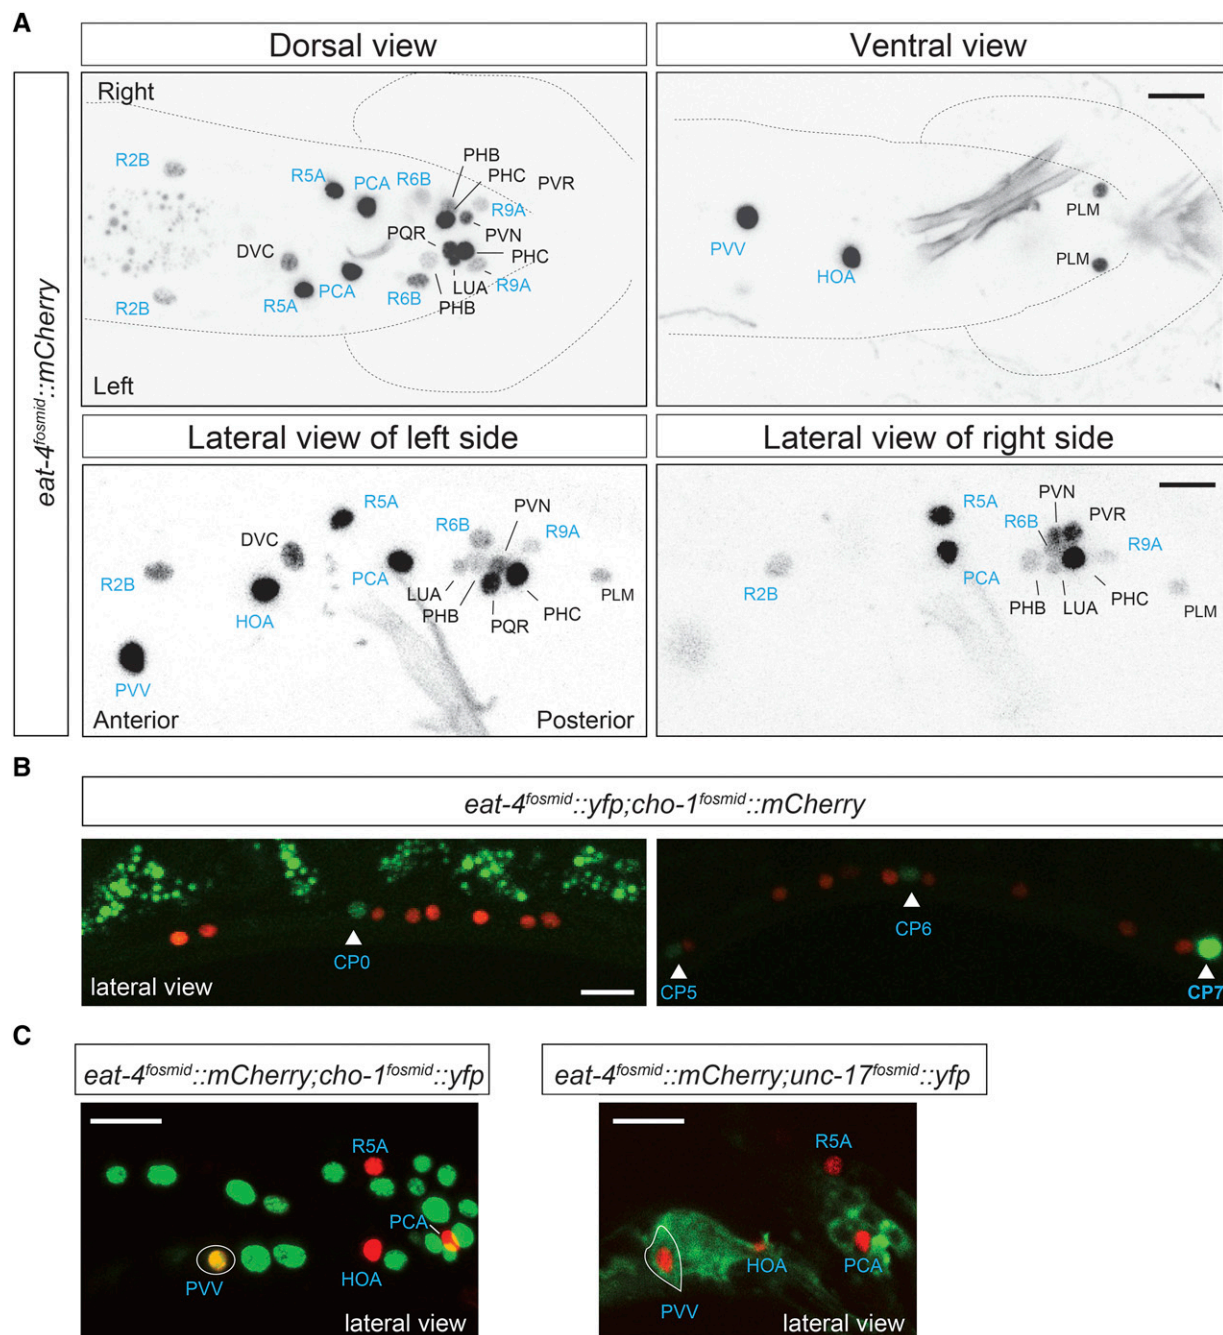 A
Dorsal view
Ventral view
eat-4fosmid::mCherry
Right
R2B
R5A
PCA
R6B
PHB
PHC
PVR
R9A
PVN
PQR
DVC
PHC
R2B
R5A
PCA
R6B
LUA
R9A
PHB
Left
PVV
HOA
PLM
PLM
Lateral view of left side
Lateral view of right side
R5A
R6B
PVN
R9A
DVC
R2B
PCA
LUA
PHB
PHC
PLM
HOA
PQR
PVV
Anterior
Posterior
R5A
PVN
R6B
PVR
R9A
PCA
R2B
PHB
LUA
PHC
PLM
B
eat-4fosmid::yfp;cho-1fosmid::mCherry
CP0
lateral view
CP6
CP5
CP7
C
eat-4fosmid::mCherry;cho-1fosmid::yfp
eat-4fosmid::mCherry;unc-17fosmid::yfp
R5A
PCA
HOA
PVV
lateral view
R5A
HOA
PCA
PVV
lateral view